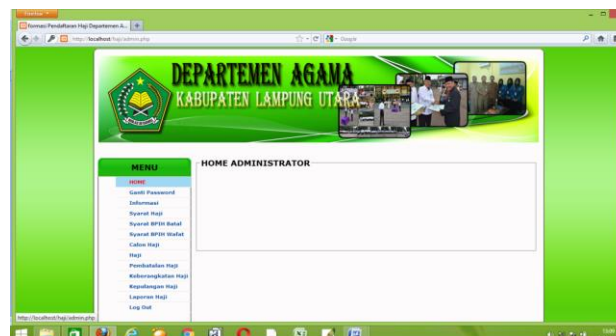 Formasi Pendaftaran Haji Departemen A...
http://localhost/haji/admin.php
Google
DEPARTEMEN AGAMA
KABUPATEN LAMPUNG UTARA
MENU
HOME ADMINISTRATOR
HOME
Ganti Password
Informasi
Syarat Haji
Syarat BPIH Batal
Syarat BPIH Wafat
Calon Haji
Haji
Pembatalan Haji
Keberangkatan Haji
Kepulangan Haji
Laporan Haji
Log Out
http://localhost/haji/admin.php